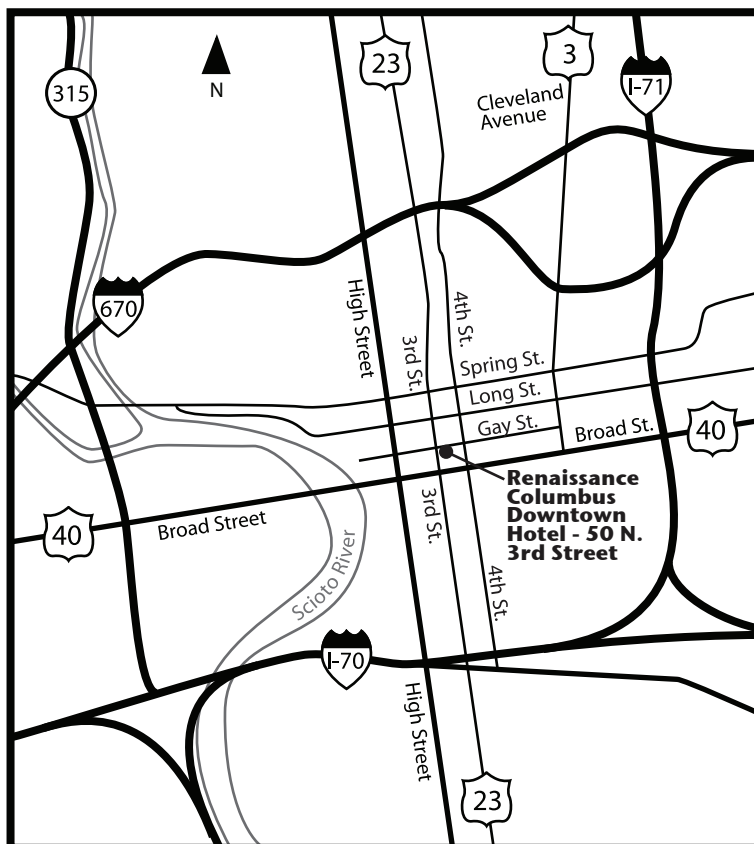 23
3
I-71
315
N
Cleveland
Avenue
670
High Street
3rd St.
4th St.
Spring St.
Long St.
Gay St.
Broad St.
40
Renaissance
Columbus
Downtown
Hotel - 50 N.
3rd Street
40
Broad Street
3rd St.
Scioto River
4th St.
I-70
High Street
23